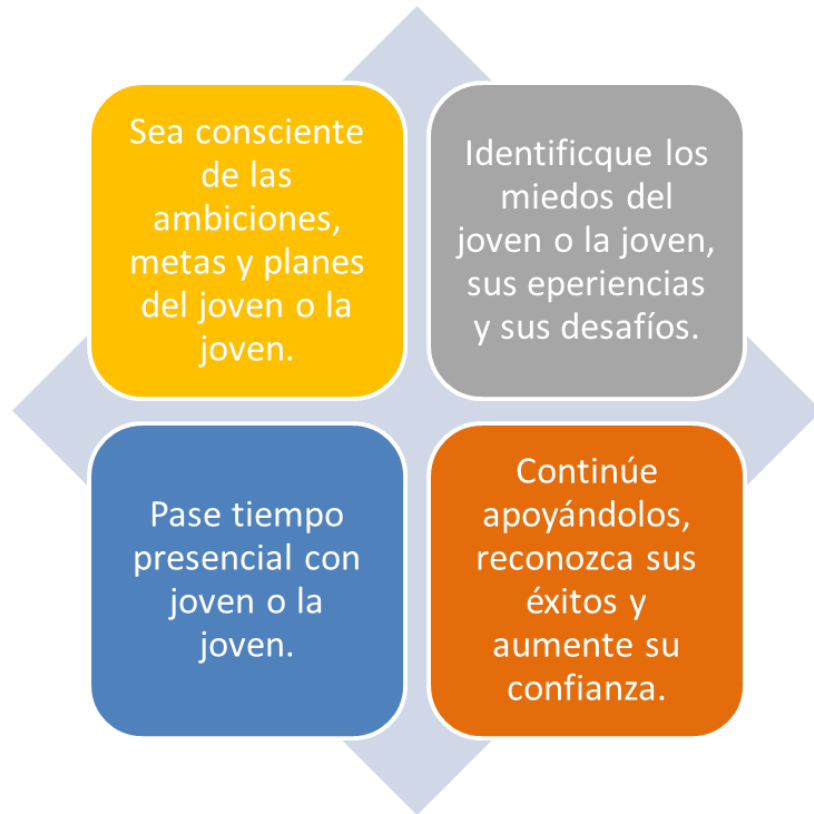 Sea consciente
de las
ambiciones,
metas y planes
del joven o la
joven.
Identificque los
miedos del
joven o la joven,
sus eperiencias
y sus desafíos.
Pase tiempo
presencial con
joven o la
joven.
Continúe
apoyándolos,
reconozca sus
éxitos y
aumente su
confianza.